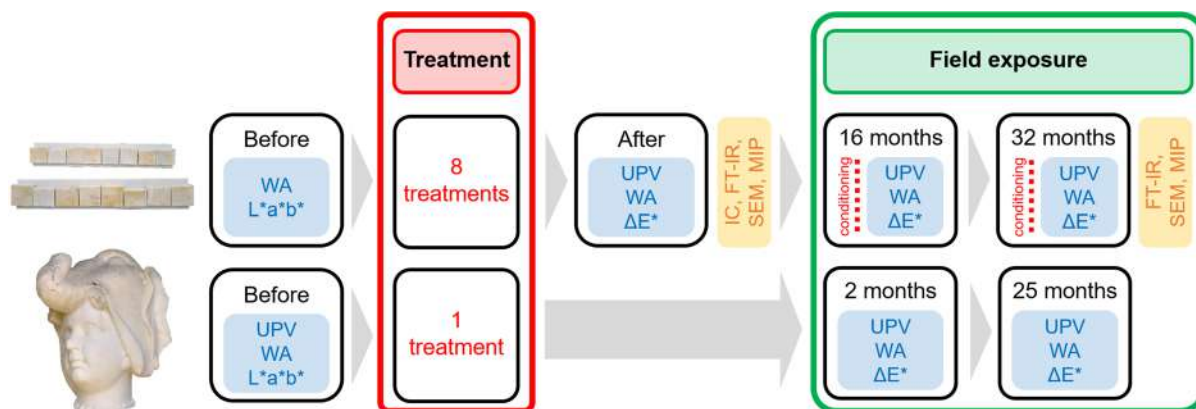 Treatment
Field exposure
Before
WA
L*a*b*
8
treatments
After
UPV
WA
ΔE*
IC, FT-IR,
SEM, MIP
16 months
conditioning
UPV
WA
ΔE*
32 months
conditioning
UPV
WA
ΔE*
FT-IR,
SEM, MIP
Before
UPV
WA
L*a*b*
1
treatment
2 months
UPV
WA
ΔE*
25 months
UPV
WA
ΔE*